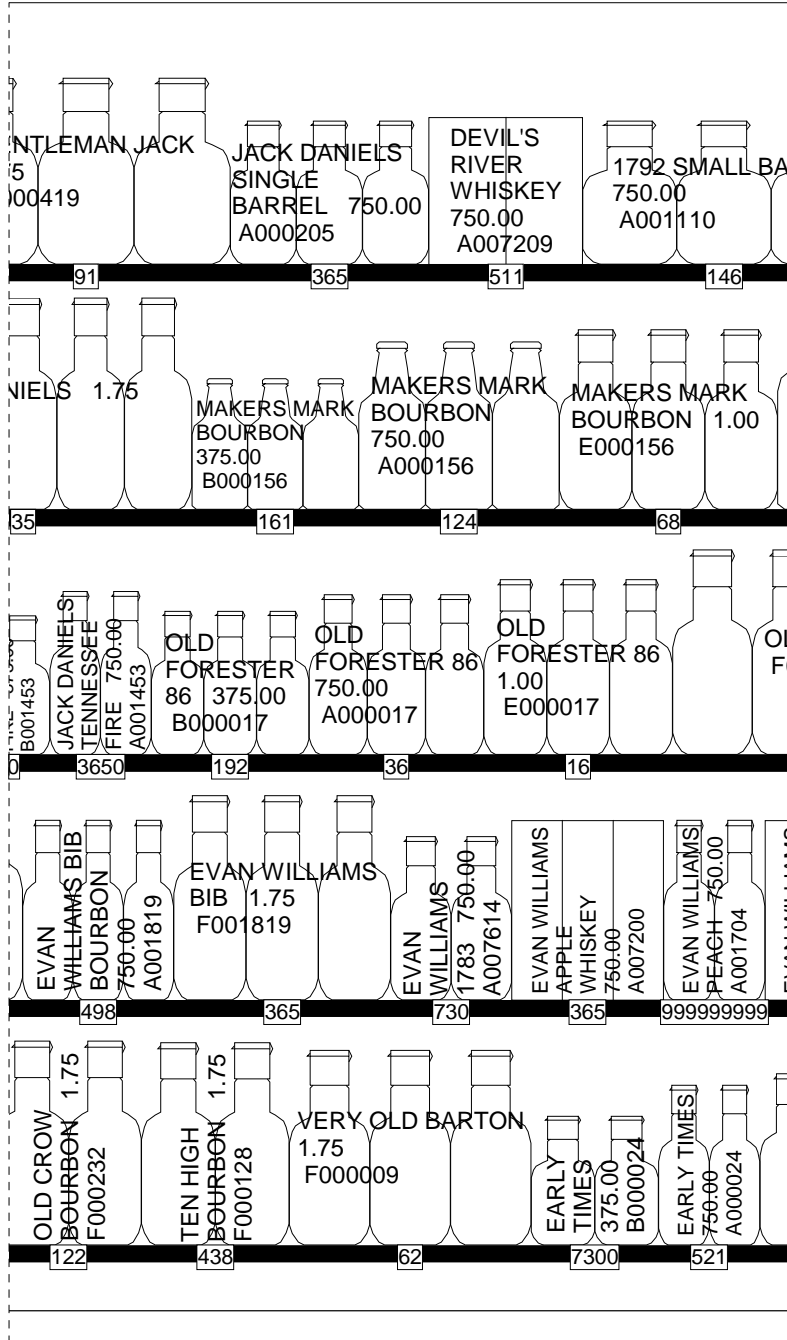 NTLEMAN JACK
5
000419
JACK DANIELS
SINGLE
BARREL 750.00
A000205
DEVIL'S
RIVER
WHISKEY
750.00
A007209
1792 SMALL BA
750.00
A001110
91
365
511
146
NIELS 1.75
MAKERS MARK
BOURBON
375.00
B000156
MAKERS MARK
BOURBON
750.00
A000156
MAKERS MARK
BOURBON 1.00
E000156
35
161
124
68
B001453
JACK DANIELS
TENNESSEE
FIRE 750.00
A001453
OLD
FORESTER
86 375.00
B000017
OLD
FORESTER 86
750.00
A000017
OLD
FORESTER 86
1.00
E000017
OL
F0
0
3650
192
36
16
EVAN
WILLIAMS BIB
BOURBON
750.00
A001819
EVAN WILLIAMS
BIB 1.75
F001819
EVAN
WILLIAMS
1783 750.00
A007614
EVAN WILLIAMS
APPLE
WHISKEY
750.00
A007200
EVAN WILLIAMS
PEACH 750.00
A001704
EVAN WILLIAMS
498
365
730
365
999999999
OLD CROW
BOURBON 1.75
F000232
TEN HIGH
BOURBON 1.75
F000128
VERY OLD BARTON
1.75
F000009
EARLY
TIMES
375.00
B000024
EARLY TIMES
750.00
A000024
122
438
62
7300
521